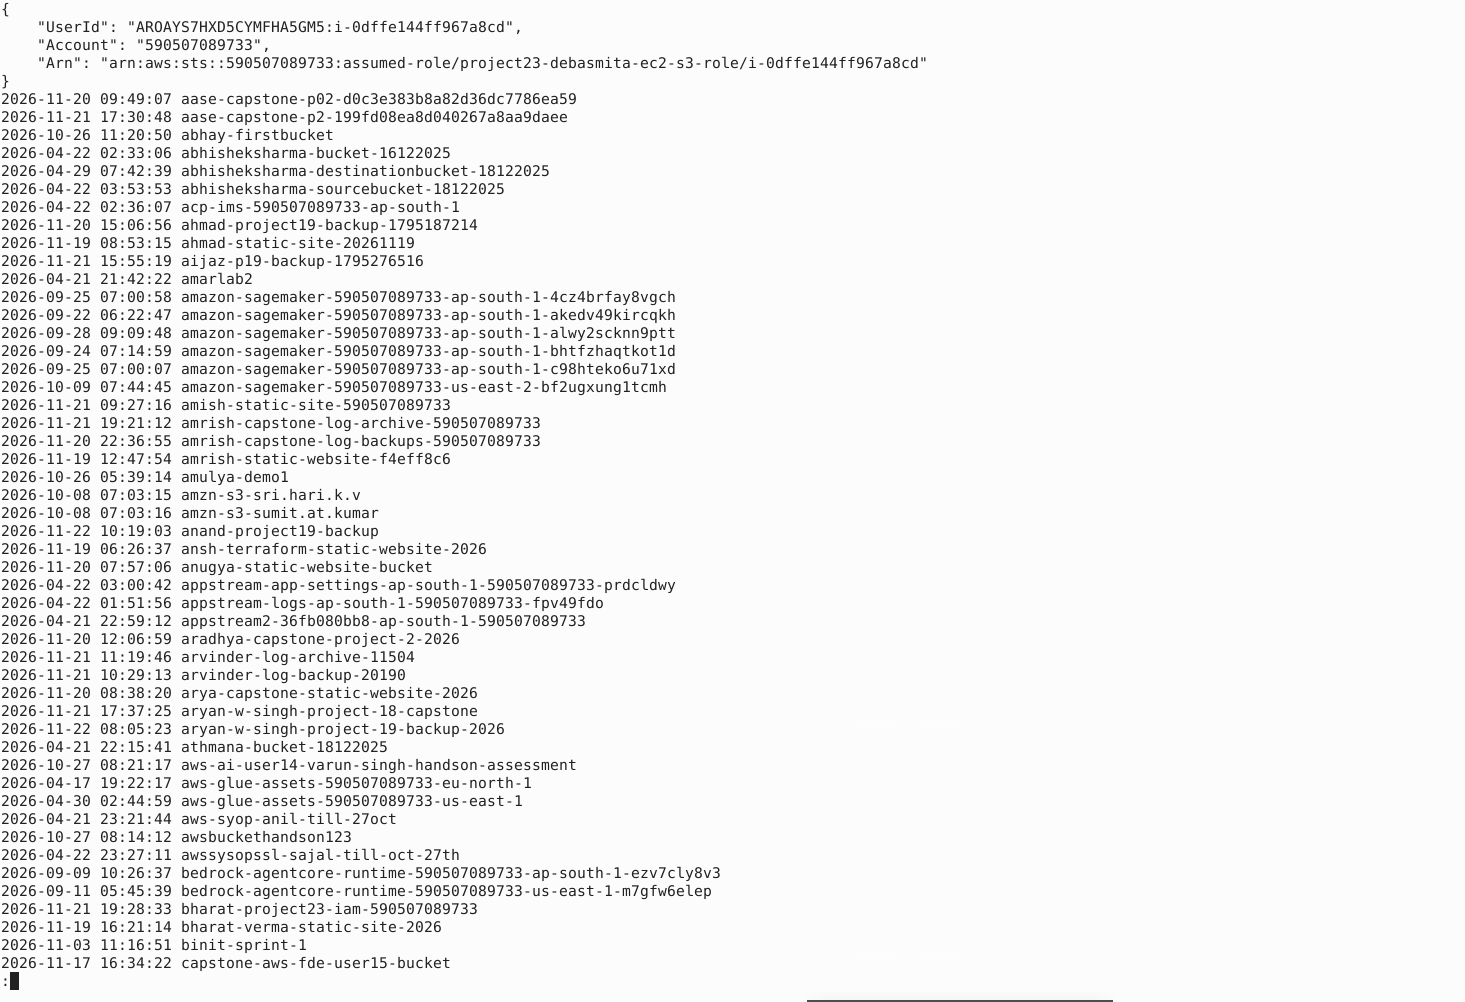 {
    "UserId": "AROAYS7HXD5CYMFHA5GM5:i-0dffe144ff967a8cd",
    "Account": "590507089733",
    "Arn": "arn:aws:sts::590507089733:assumed-role/project23-debasmita-ec2-s3-role/i-0dffe144ff967a8cd"
}
2026-11-20 09:49:07 aase-capstone-p02-d0c3e383b8a82d36dc7786ea59
2026-11-21 17:30:48 aase-capstone-p2-199fd08ea8d040267a8aa9daee
2026-10-26 11:20:50 abhay-firstbucket
2026-04-22 02:33:06 abhisheksharma-bucket-16122025
2026-04-29 07:42:39 abhisheksharma-destinationbucket-18122025
2026-04-22 03:53:53 abhisheksharma-sourcebucket-18122025
2026-04-22 02:36:07 acp-ims-590507089733-ap-south-1
2026-11-20 15:06:56 ahmad-project19-backup-1795187214
2026-11-19 08:53:15 ahmad-static-site-20261119
2026-11-21 15:55:19 aijaz-p19-backup-1795276516
2026-04-21 21:42:22 amarlab2
2026-09-25 07:00:58 amazon-sagemaker-590507089733-ap-south-1-4cz4brfay8vgch
2026-09-22 06:22:47 amazon-sagemaker-590507089733-ap-south-1-akedv49kircqkh
2026-09-28 09:09:48 amazon-sagemaker-590507089733-ap-south-1-alwy2scknn9ptt
2026-09-24 07:14:59 amazon-sagemaker-590507089733-ap-south-1-bhtfzhaqtkot1d
2026-09-25 07:00:07 amazon-sagemaker-590507089733-ap-south-1-c98hteko6u71xd
2026-10-09 07:44:45 amazon-sagemaker-590507089733-us-east-2-bf2ugxung1tcmh
2026-11-21 09:27:16 amish-static-site-590507089733
2026-11-21 19:21:12 amrish-capstone-log-archive-590507089733
2026-11-20 22:36:55 amrish-capstone-log-backups-590507089733
2026-11-19 12:47:54 amrish-static-website-f4eff8c6
2026-10-26 05:39:14 amulya-demo1
2026-10-08 07:03:15 amzn-s3-sri.hari.k.v
2026-10-08 07:03:16 amzn-s3-sumit.at.kumar
2026-11-22 10:19:03 anand-project19-backup
2026-11-19 06:26:37 ansh-terraform-static-website-2026
2026-11-20 07:57:06 anugya-static-website-bucket
2026-04-22 03:00:42 appstream-app-settings-ap-south-1-590507089733-prdcldwy
2026-04-22 01:51:56 appstream-logs-ap-south-1-590507089733-fpv49fdo
2026-04-21 22:59:12 appstream2-36fb080bb8-ap-south-1-590507089733
2026-11-20 12:06:59 aradhya-capstone-project-2-2026
2026-11-21 11:19:46 arvinder-log-archive-11504
2026-11-21 10:29:13 arvinder-log-backup-20190
2026-11-20 08:38:20 arya-capstone-static-website-2026
2026-11-21 17:37:25 aryan-w-singh-project-18-capstone
2026-11-22 08:05:23 aryan-w-singh-project-19-backup-2026
2026-04-21 22:15:41 athmana-bucket-18122025
2026-10-27 08:21:17 aws-ai-user14-varun-singh-handson-assessment
2026-04-17 19:22:17 aws-glue-assets-590507089733-eu-north-1
2026-04-30 02:44:59 aws-glue-assets-590507089733-us-east-1
2026-04-21 23:21:44 aws-syop-anil-till-27oct
2026-10-27 08:14:12 awsbuckethandson123
2026-04-22 23:27:11 awssysopssl-sajal-till-oct-27th
2026-09-09 10:26:37 bedrock-agentcore-runtime-590507089733-ap-south-1-ezv7cly8v3
2026-09-11 05:45:39 bedrock-agentcore-runtime-590507089733-us-east-1-m7gfw6elep
2026-11-21 19:28:33 bharat-project23-iam-590507089733
2026-11-19 16:21:14 bharat-verma-static-site-2026
2026-11-03 11:16:51 binit-sprint-1
2026-11-17 16:34:22 capstone-aws-fde-user15-bucket
: